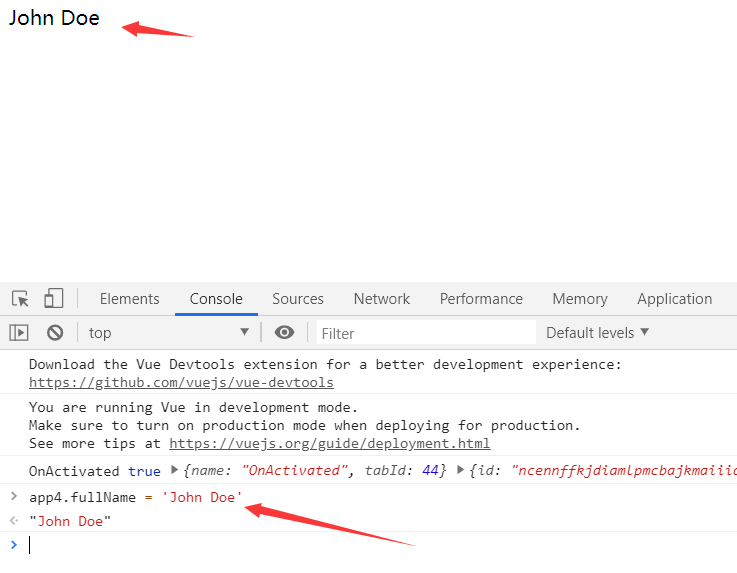 John Doe
Elements Console Sources Network Performance Memory Application
top Filter Default levels
Download the Vue Devtools extension for a better development experience:
https://github.com/vuejs/vue-devtools
You are running Vue in development mode.
Make sure to turn on production mode when deploying for production.
See more tips at https://vuejs.org/guide/deployment.html
OnActivated true {name: "OnActivated", tabId: 44} {id: "ncennffkjdiamlpmcbajkmaiiic
app4.fullName = 'John Doe'
"John Doe"